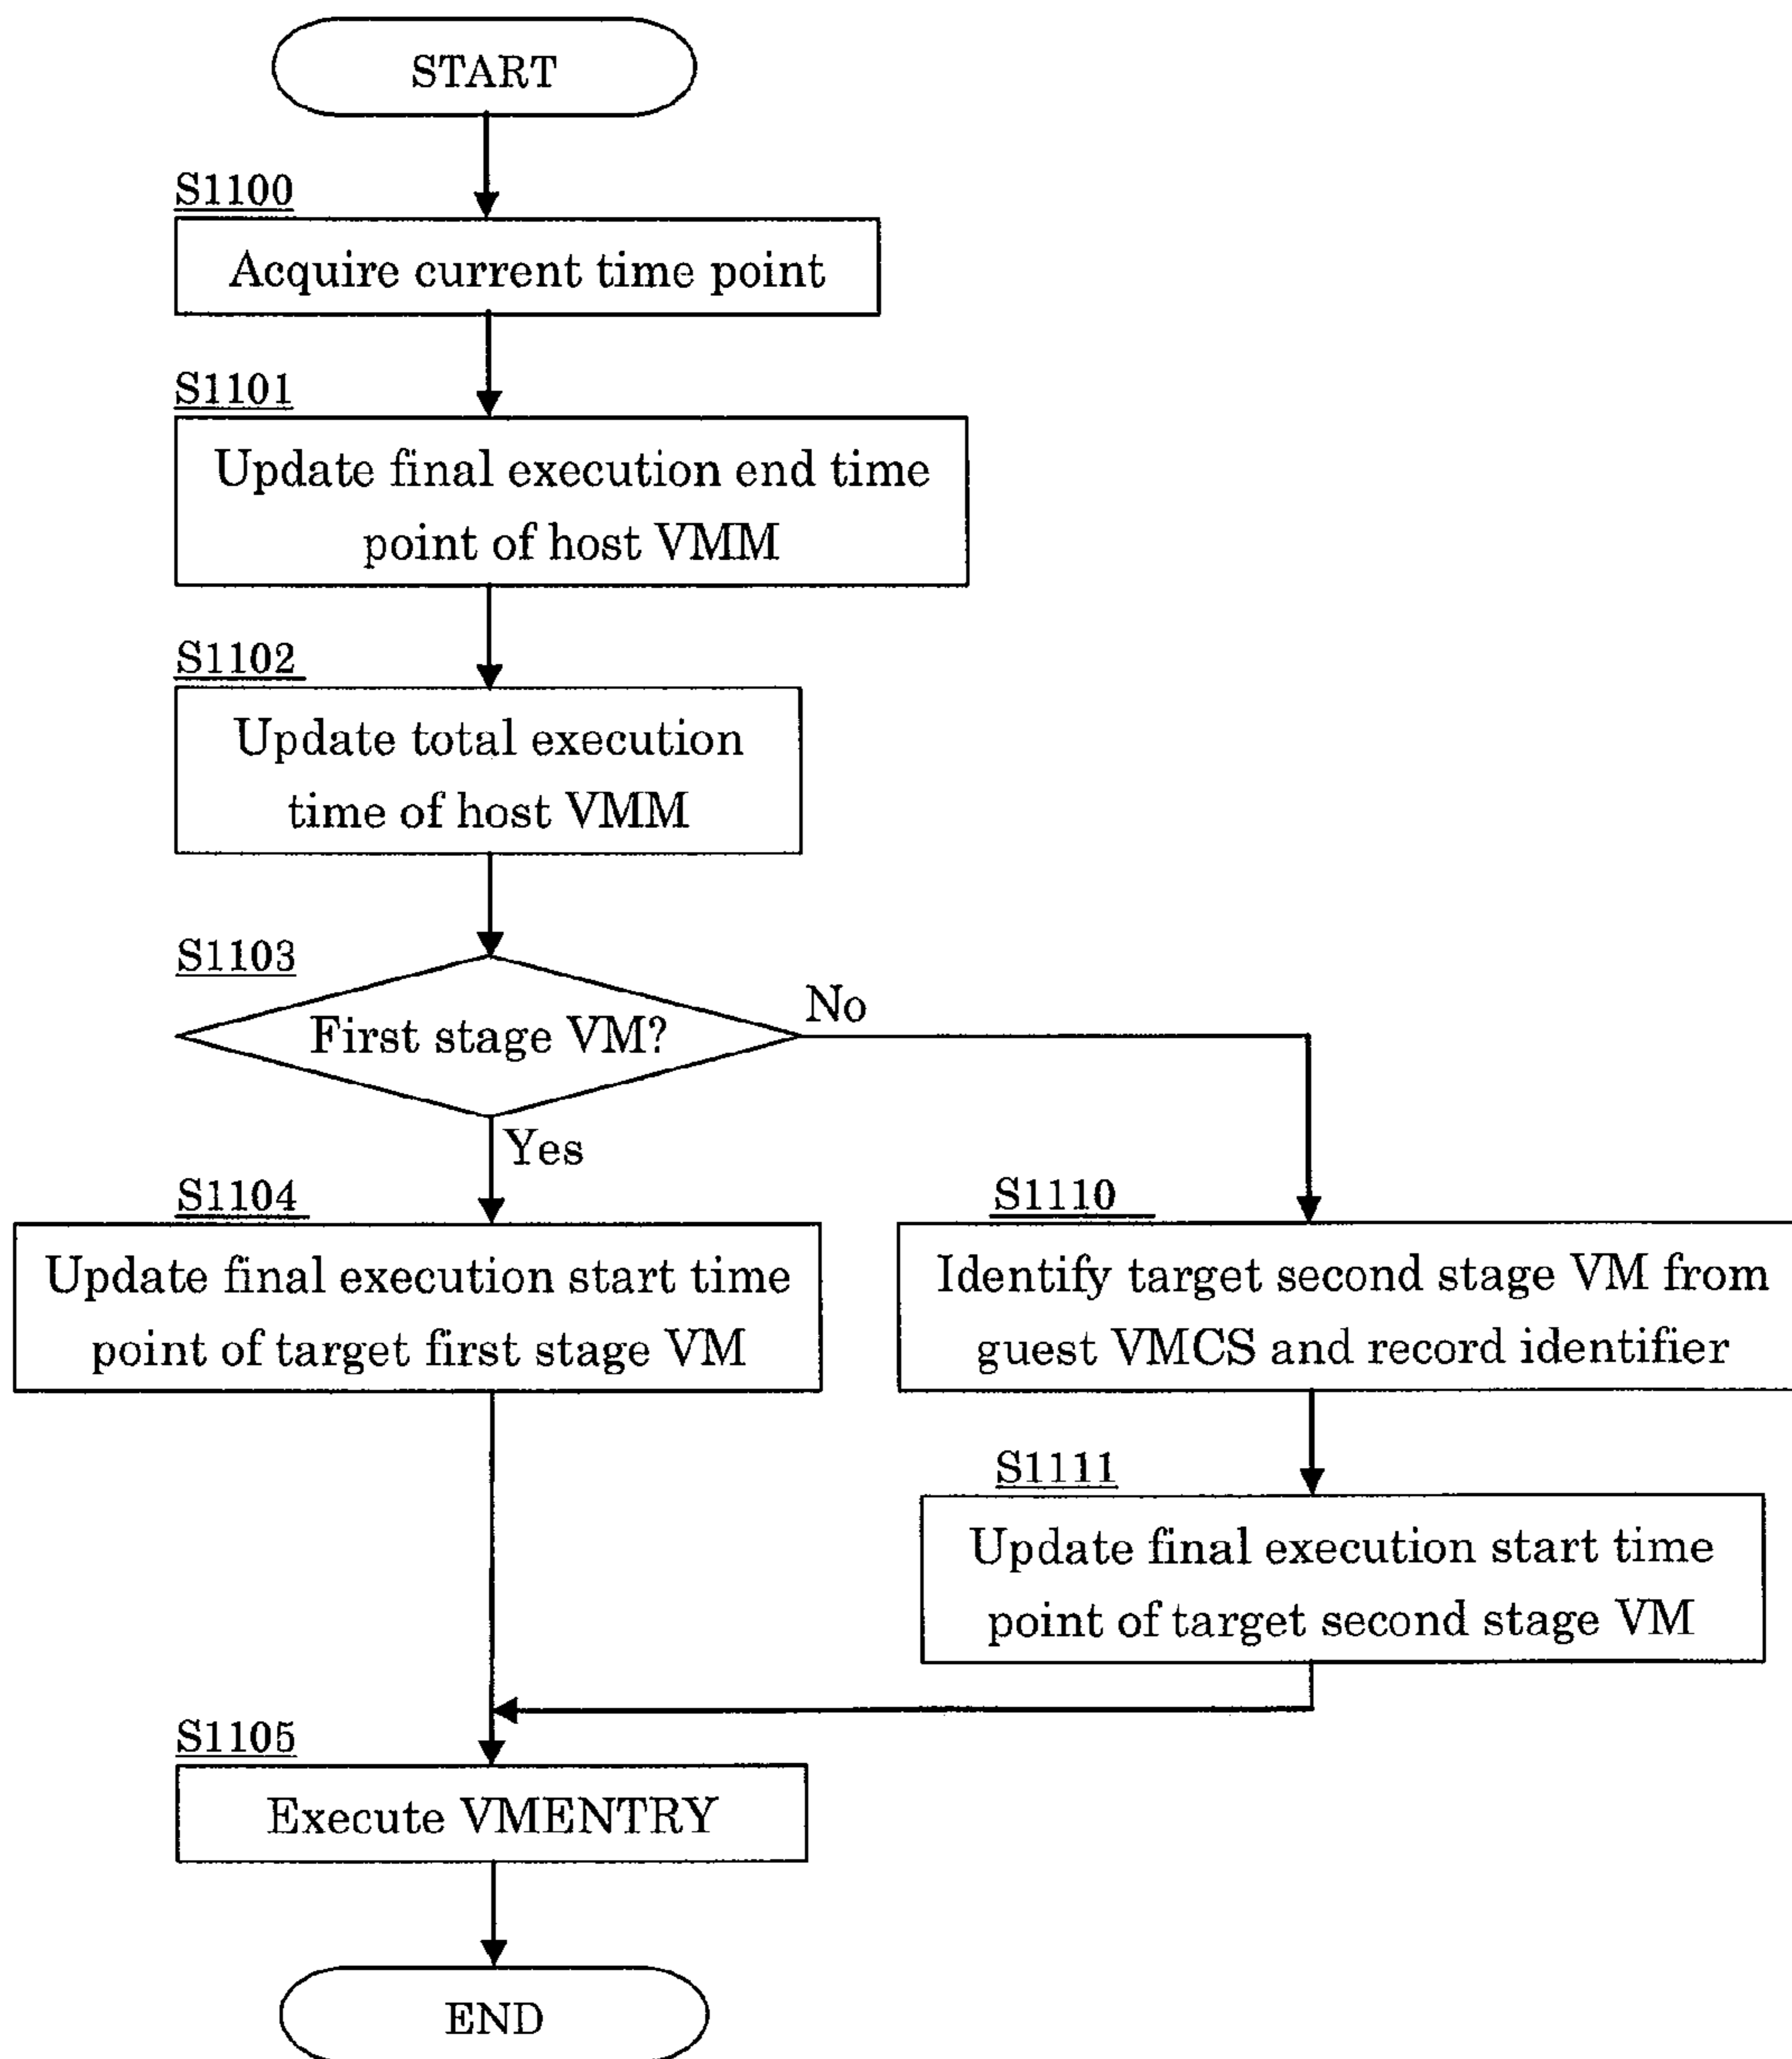 START
S1100
Acquire current time point
S1101
Update final execution end time
point of host VMM
S1102
Update total execution
time of host VMM
S1103
First stage VM?
No
Yes
S1104
Update final execution start time
point of target first stage VM
S1110
Identify target second stage VM from
guest VMCS and record identifier
S1111
Update final execution start time
point of target second stage VM
S1105
Execute VMENTRY
END